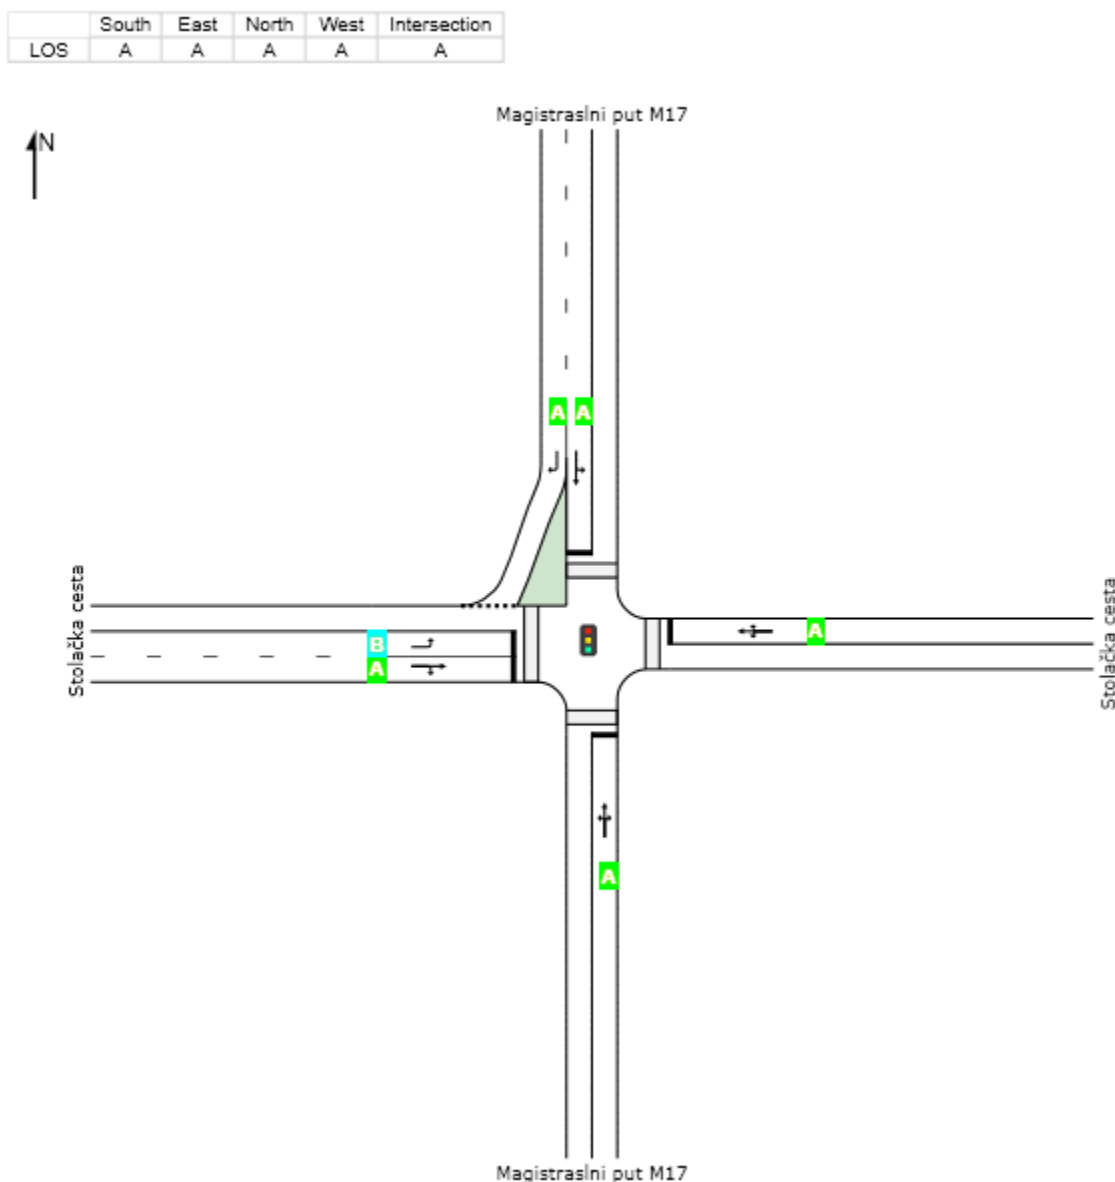 South East North West Intersection
LOS A A A A A
Magistraslni put M17
N
A A
Stolačka cesta
B
A
A
Stolačka cesta
A
Magistraslni put M17